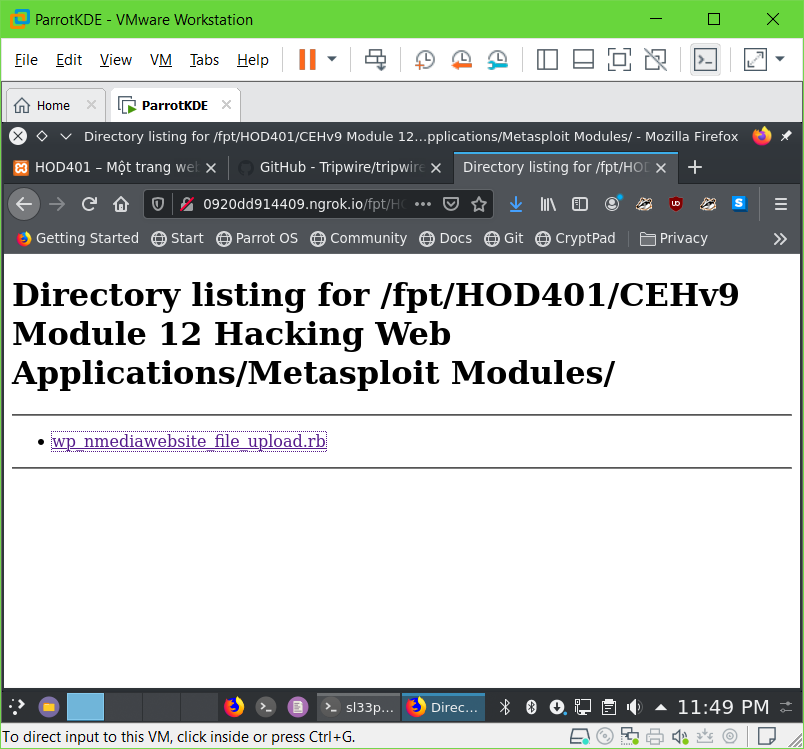 ParrotKDE - VMware Workstation
File Edit View VM Tabs Help
Home ParrotKDE
Directory listing for /fpt/HOD401/CEHv9 Module 12...pplications/Metasploit Modules/ - Mozilla Firefox
HOD401 – Một trang web GitHub - Tripwire/tripwire Directory listing for /fpt/HOD
0920dd914409.ngrok.io/fpt/HO
Getting Started Start Parrot OS Community Docs Git CryptPad Privacy
Directory listing for /fpt/HOD401/CEHv9
Module 12 Hacking Web
Applications/Metasploit Modules/
wp_nmediawebsite_file_upload.rb
sl33p... Direc... 11:49 PM
To direct input to this VM, click inside or press Ctrl+G.